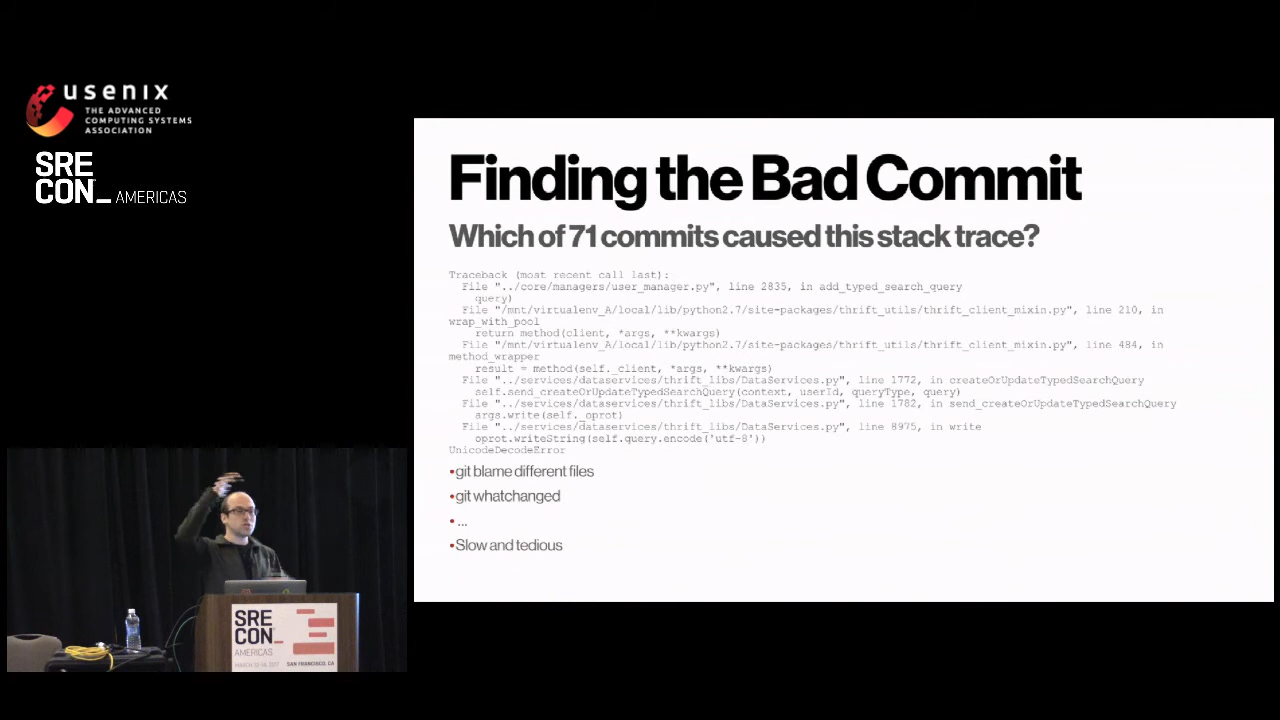 usenix
THE ADVANCED
COMPUTING SYSTEMS
ASSOCIATION
SRE
CON_ AMERICAS
Finding the Bad Commit
Which of 71 commits caused this stack trace?
Traceback (most recent call last):
File "../core/managers/user_manager.py", line 2835, in add_typed_search_query
query)
File "/mnt/virtualenv_A/local/lib/python2.7/site-packages/thrift_utils/thrift_client_mixin.py", line 210, in
wrap_with_pool
return method(client, *args, **kwargs)
File "/mnt/virtualenv_A/local/lib/python2.7/site-packages/thrift_utils/thrift_client_mixin.py", line 484, in
method_wrapper
result = method(self._client, *args, **kwargs)
File "../services/dataservices/thrift_libs/DataServices.py", line 1772, in createOrUpdateTypedSearchQuery
self.send_createOrUpdateTypedSearchQuery(context, userId, queryType, query)
File "../services/dataservices/thrift_libs/DataServices.py", line 1782, in send_createOrUpdateTypedSearchQuery
args.write(self._oprot)
File "../services/dataservices/thrift_libs/DataServices.py", line 8975, in write
oprot.writeString(self.query.encode('utf-8'))
UnicodeDecodeError
•git blame different files
•git whatchanged
• ...
•Slow and tedious
SRE
CON_
AMERICAS
SAN FRANCISCO, CA